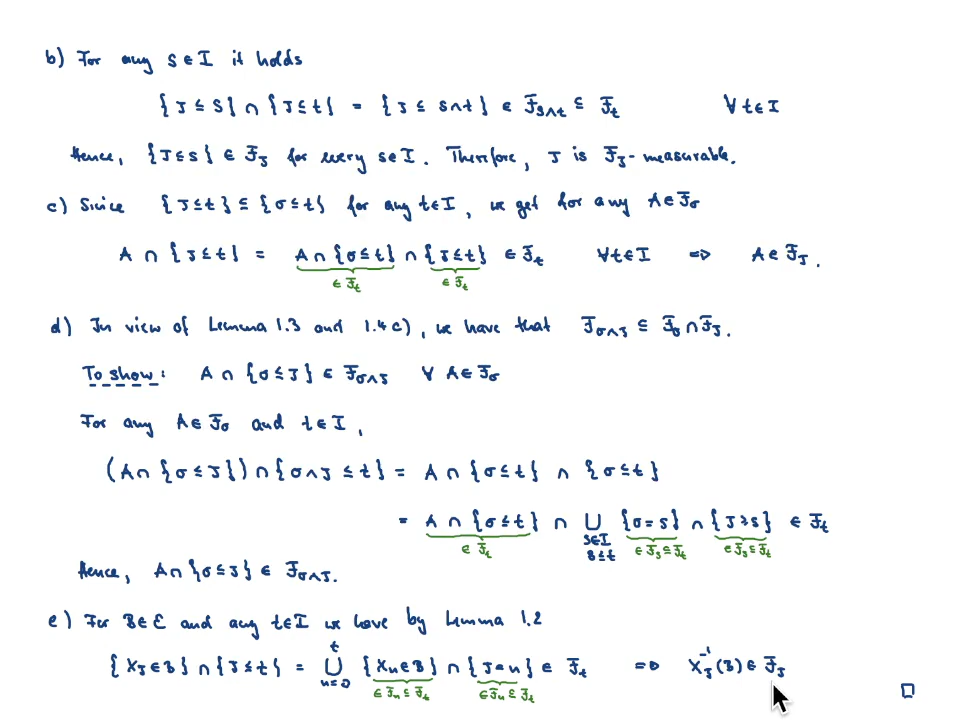 b) For any s ∈ I it holds
{τ ≤ s} ∩ {τ ≤ t} = {τ ≤ s∧t} ∈ ℱ_{s∧t} ⊆ ℱ_t ∀ t ∈ I
Hence, {τ ≤ s} ∈ ℱ_τ for every s ∈ I. Therefore, τ is ℱ_τ-measurable.
c) Since {τ ≤ t} ⊆ {σ ≤ t} for any t ∈ I, we get for any A ∈ ℱ_σ
A ∩ {τ ≤ t} = A ∩ {σ ≤ t} ∩ {τ ≤ t} ∈ ℱ_t ∀ t ∈ I ⇒ A ∈ ℱ_τ.
∈ ℱ_t ∈ ℱ_t
d) In view of Lemma 1.3 and 1.4c), we have that ℱ_{σ∧τ} ⊆ ℱ_σ ∩ ℱ_τ.
To show: A ∩ {σ ≤ τ} ∈ ℱ_{σ∧τ} ∀ A ∈ ℱ_σ
For any A ∈ ℱ_σ and t ∈ I,
(A ∩ {σ ≤ τ}) ∩ {σ∧τ ≤ t} = A ∩ {σ ≤ t} ∩ {σ ≤ t}
= A ∩ {σ ≤ t} ∩ ⋃_{s∈I, s≤t} {σ = s} ∩ {τ ≥ s} ∈ ℱ_t
∈ ℱ_t ∈ ℱ_s ⊆ ℱ_t ∈ ℱ_s ⊆ ℱ_t
Hence, A ∩ {σ ≤ τ} ∈ ℱ_{σ∧τ}.
e) For B ∈ ℰ and any t ∈ I we have by Lemma 1.2
{X_τ ∈ B} ∩ {τ ≤ t} = ⋃_{n=0}^{t} {X_n ∈ B} ∩ {τ = n} ∈ ℱ_t ⇒ X_τ^{-1}(B) ∈ ℱ_τ
∈ ℱ_n ⊆ ℱ_t ∈ ℱ_n ⊆ ℱ_t
□